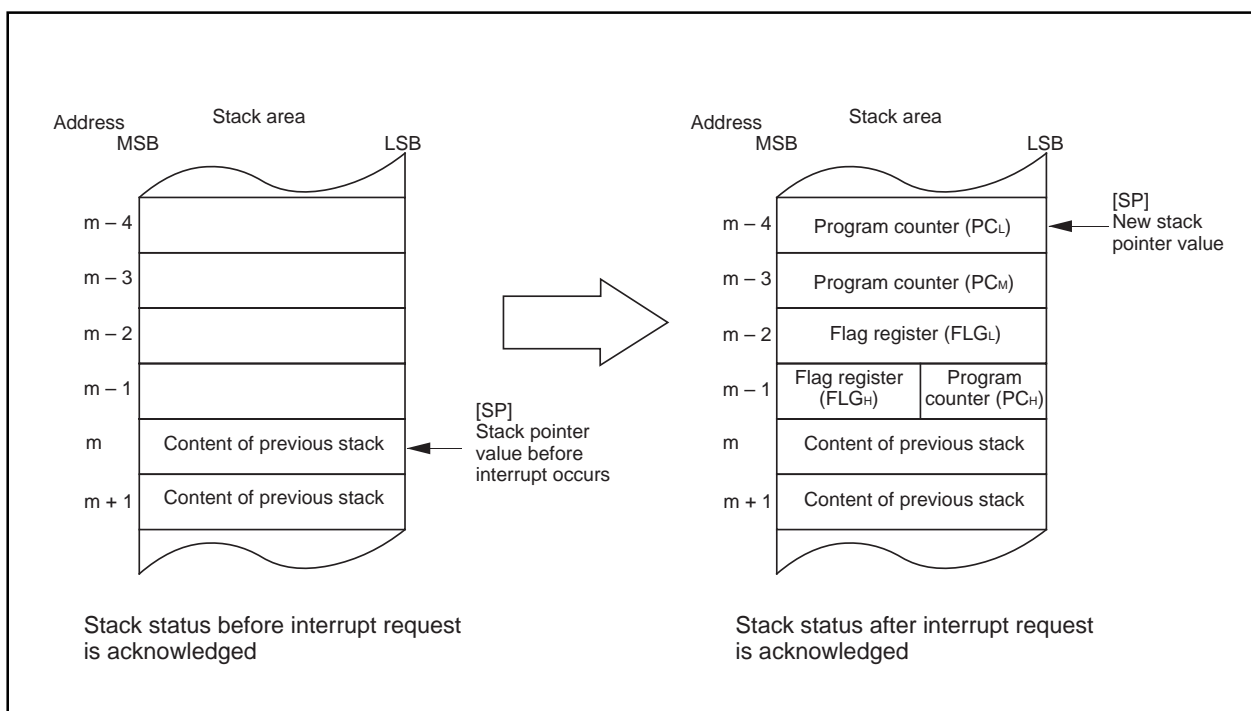 Address
MSB
Stack area
LSB
m – 4
m – 3
m – 2
m – 1
m
Content of previous stack
m + 1
Content of previous stack
[SP]
Stack pointer
value before
interrupt occurs
Stack status before interrupt request
is acknowledged
Address
MSB
Stack area
LSB
m – 4
Program counter (PCL)
m – 3
Program counter (PCM)
m – 2
Flag register (FLGL)
m – 1
Flag register
(FLGH)
Program
counter (PCH)
m
Content of previous stack
m + 1
Content of previous stack
[SP]
New stack
pointer value
Stack status after interrupt request
is acknowledged